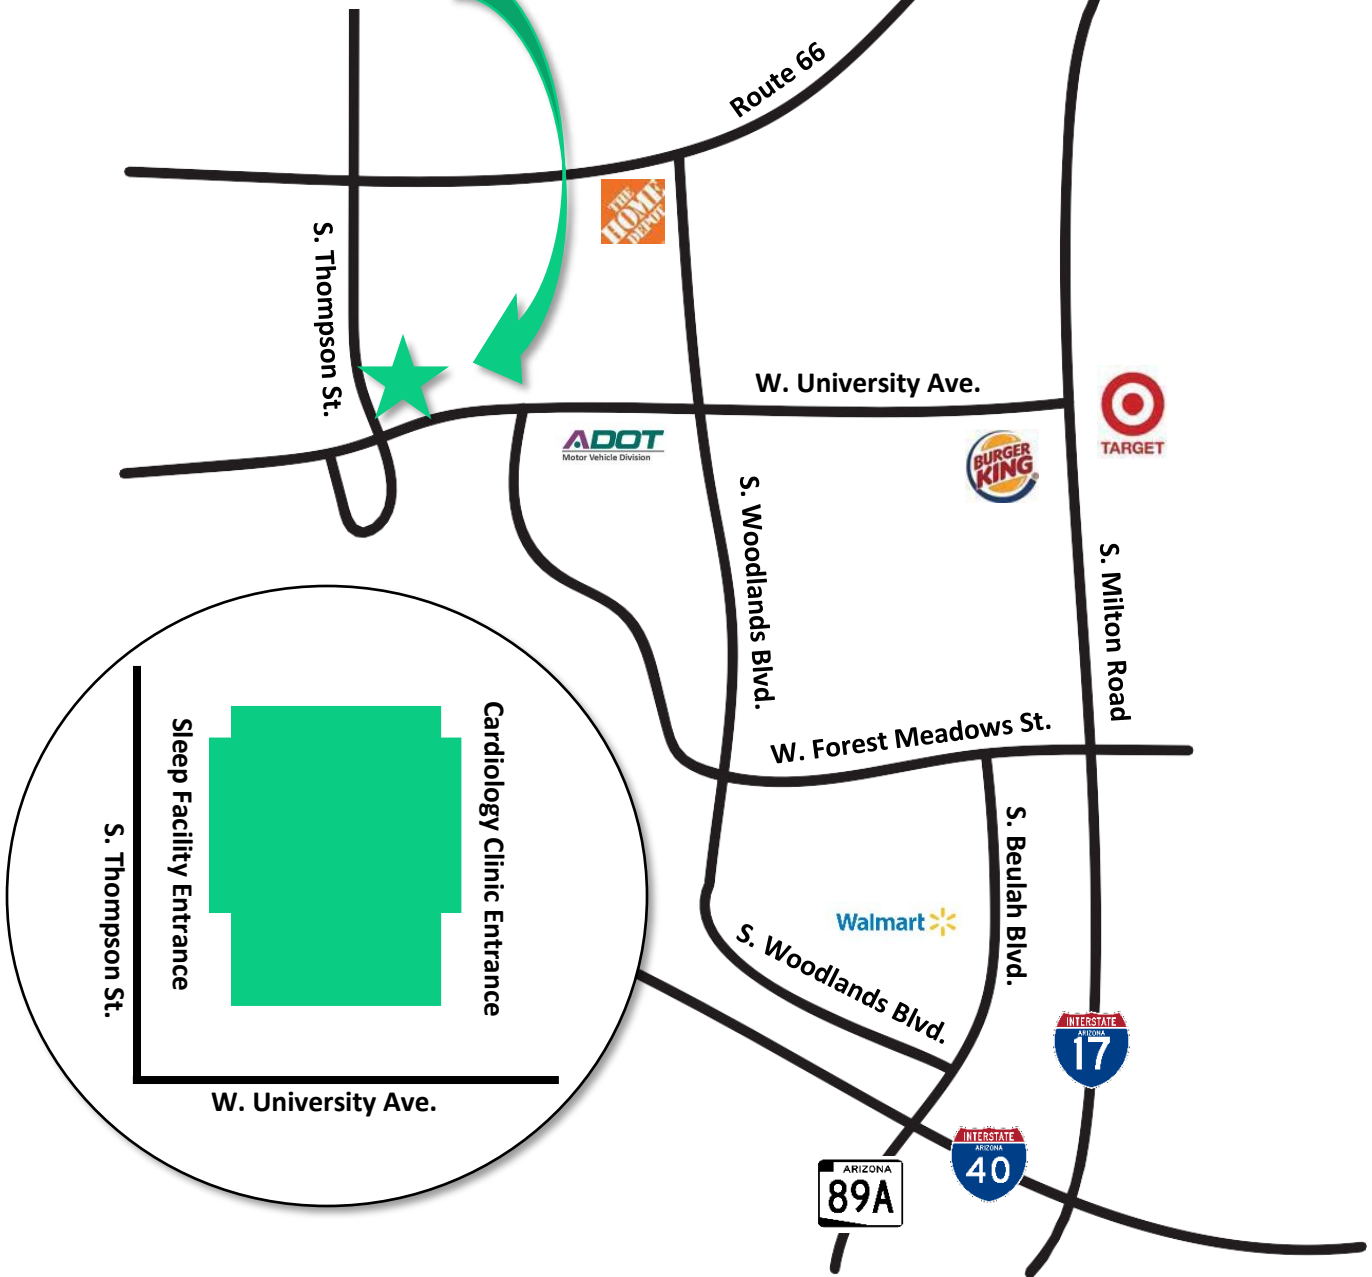 Route 66
THE
HOME
DEPOT
S. Thompson St.
W. University Ave.
TARGET
ADOT
Motor Vehicle Division
BURGER
KING
S. Woodlands Blvd.
S. Milton Road
W. Forest Meadows St.
S. Beulah Blvd.
Walmart
S. Woodlands Blvd.
S. Thompson St.
Sleep Facility Entrance
Cardiology Clinic Entrance
W. University Ave.
INTERSTATE
ARIZONA
17
INTERSTATE
ARIZONA
40
ARIZONA
89A